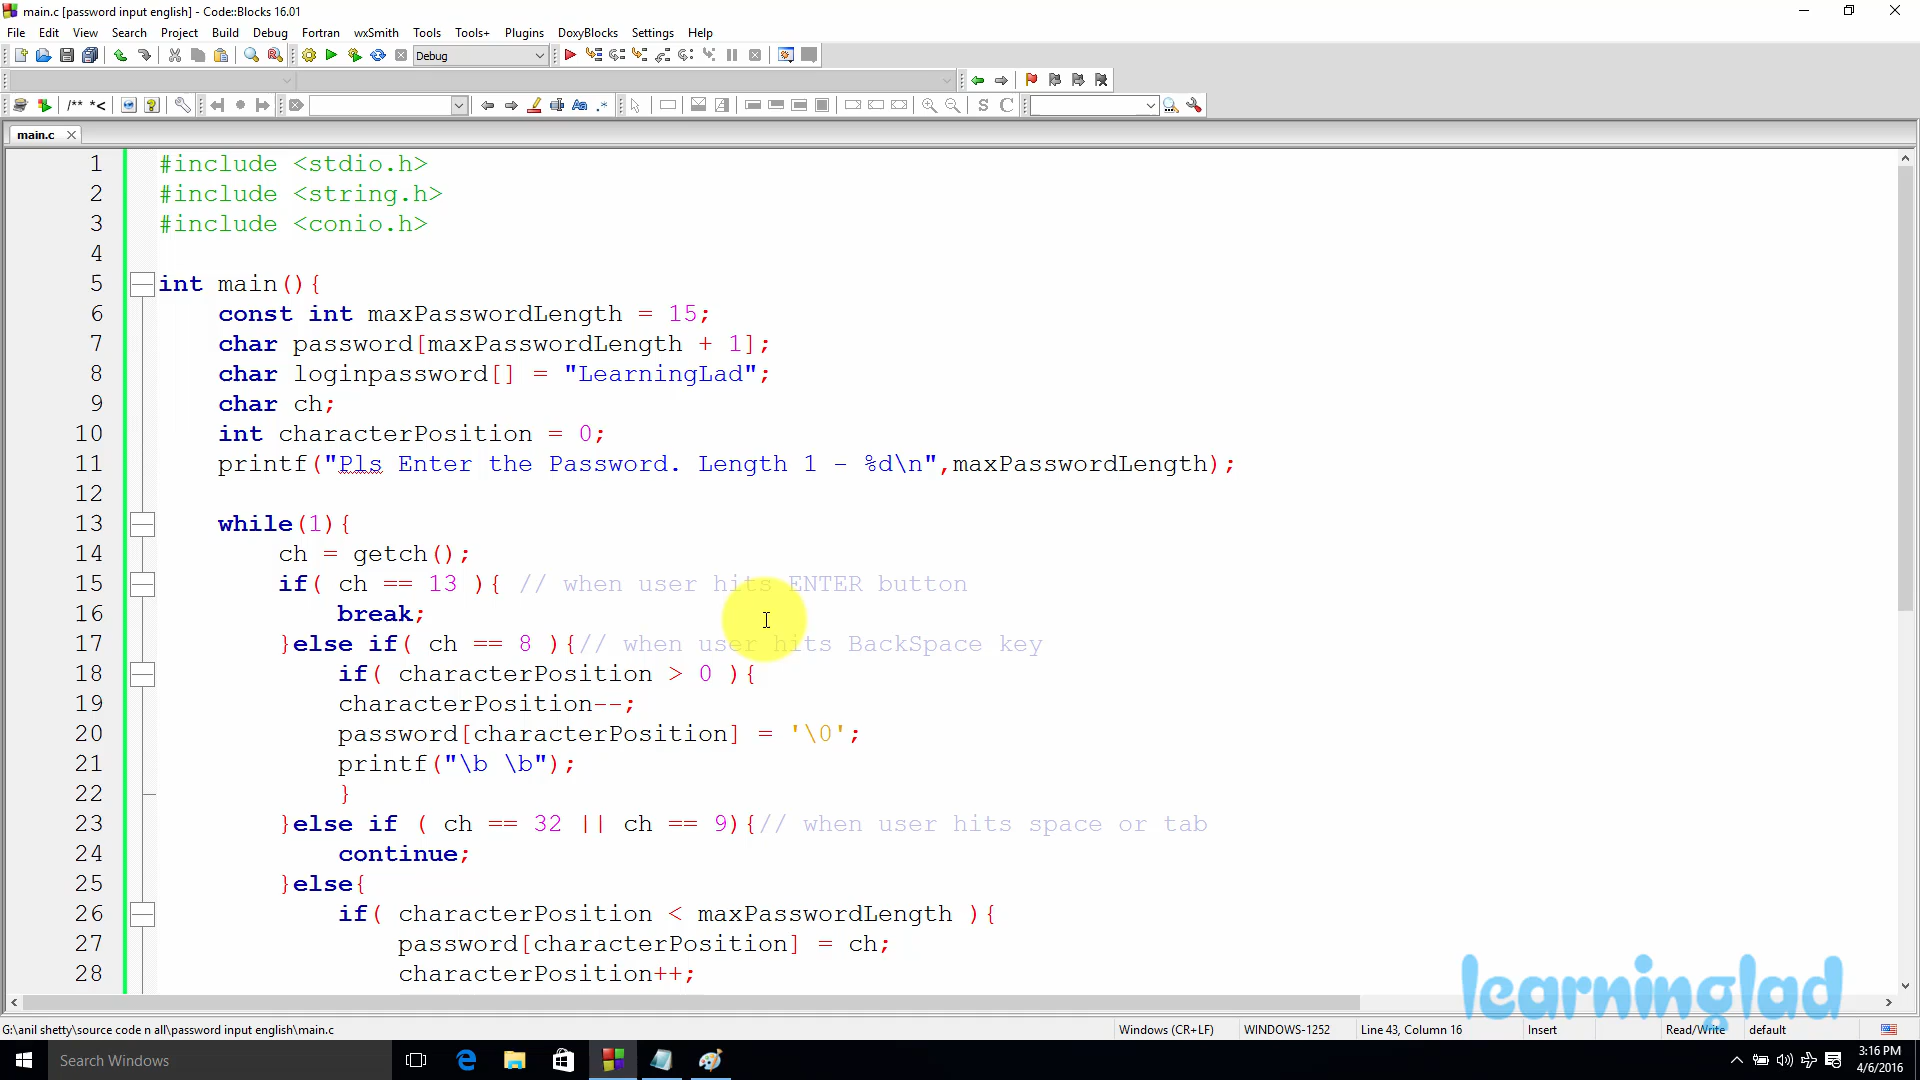 main.c [password input english] - Code::Blocks 16.01
File Edit View Search Project Build Debug Fortran wxSmith Tools Tools+ Plugins DoxyBlocks Settings Help
Debug
/** *<
Aa .* S C
main.c
1 #include <stdio.h>
2 #include <string.h>
3 #include <conio.h>
4
5 int main(){
6 const int maxPasswordLength = 15;
7 char password[maxPasswordLength + 1];
8 char loginpassword[] = "LearningLad";
9 char ch;
10 int characterPosition = 0;
11 printf("Pls Enter the Password. Length 1 - %d\n",maxPasswordLength);
12
13 while(1){
14 ch = getch();
15 if( ch == 13 ){ // when user hits ENTER button
16 break;
17 }else if( ch == 8 ){// when user hits BackSpace key
18 if( characterPosition > 0 ){
19 characterPosition--;
20 password[characterPosition] = '\0';
21 printf("\b \b");
22 }
23 }else if ( ch == 32 || ch == 9){// when user hits space or tab
24 continue;
25 }else{
26 if( characterPosition < maxPasswordLength ){
27 password[characterPosition] = ch;
28 characterPosition++;
learninglad
G:\anil shetty\source code n all\password input english\main.c Windows (CR+LF) WINDOWS-1252 Line 43, Column 16 Insert Read/Write default
Search Windows
3:16 PM
4/6/2016